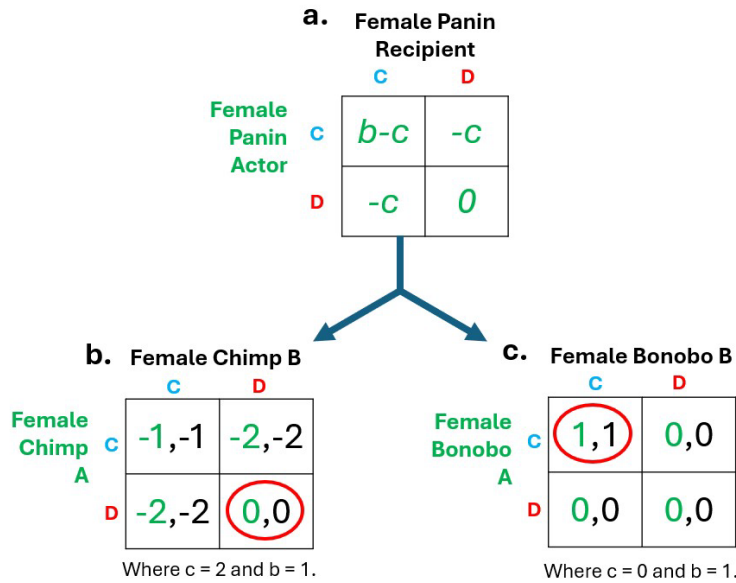 a. Female Panin
Recipient
C D
Female
Panin
Actor
C b-c -c
D -c 0
b. Female Chimp B
C D
Female
Chimp
A
C -1,-1 -2,-2
D -2,-2 0,0
Where c = 2 and b = 1.
c. Female Bonobo B
C D
Female
Bonobo
A
C 1,1 0,0
D 0,0 0,0
Where c = 0 and b = 1.